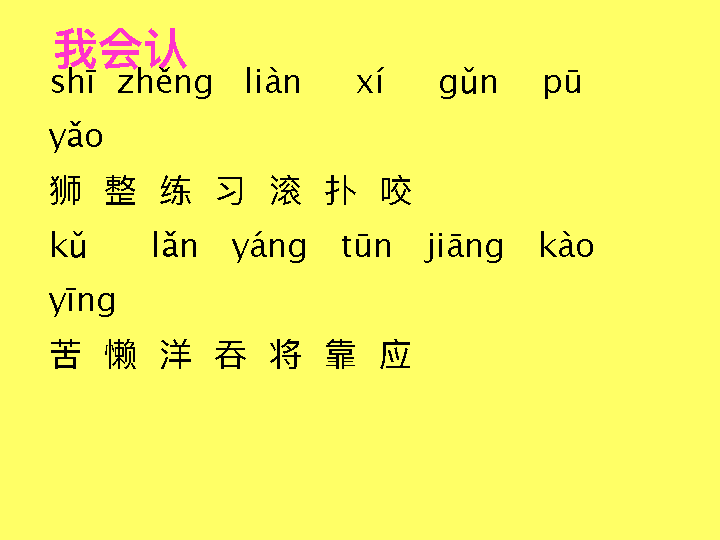 我会认
shī zhěng liàn xí gǔn pū
yǎo
狮 整 练 习 滚 扑 咬
kǔ lǎn yáng tūn jiāng kào
yīng
苦 懒 洋 吞 将 靠 应